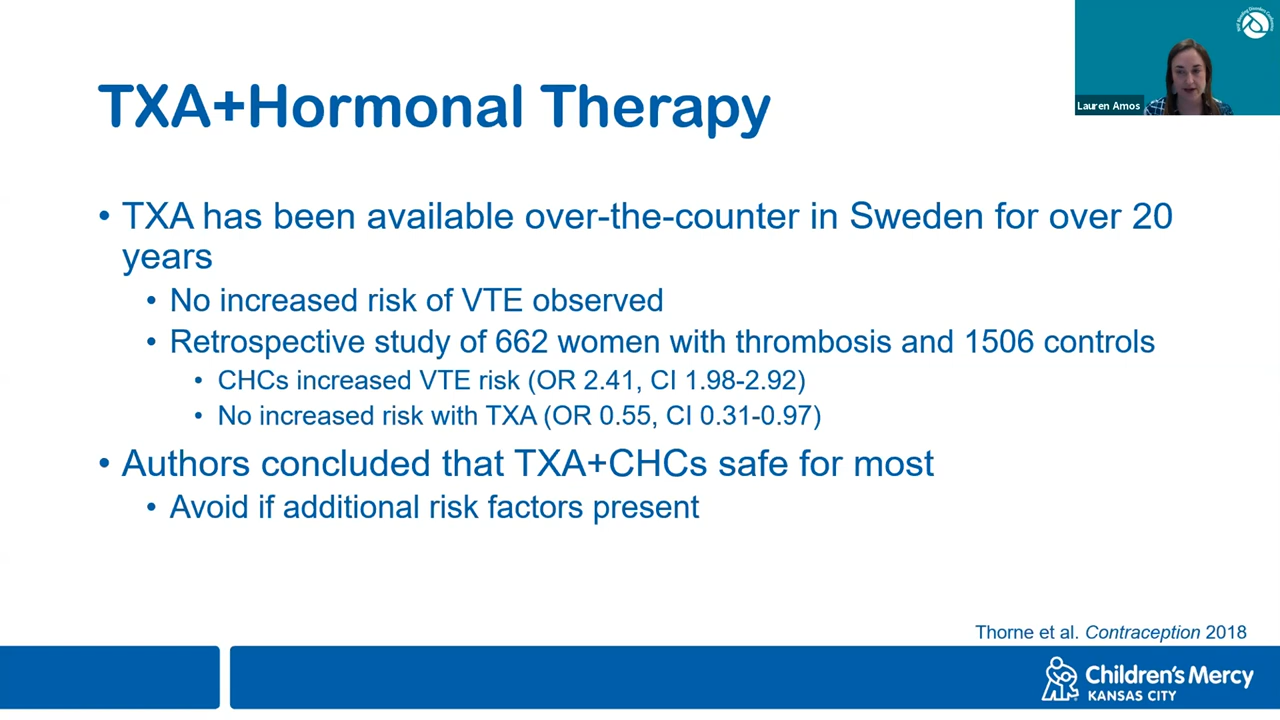 Lauren Amos
TXA+Hormonal Therapy
• TXA has been available over-the-counter in Sweden for over 20
years
• No increased risk of VTE observed
• Retrospective study of 662 women with thrombosis and 1506 controls
• CHCs increased VTE risk (OR 2.41, CI 1.98-2.92)
• No increased risk with TXA (OR 0.55, CI 0.31-0.97)
• Authors concluded that TXA+CHCs safe for most
• Avoid if additional risk factors present
Thorne et al. Contraception 2018
Children's Mercy
KANSAS CITY